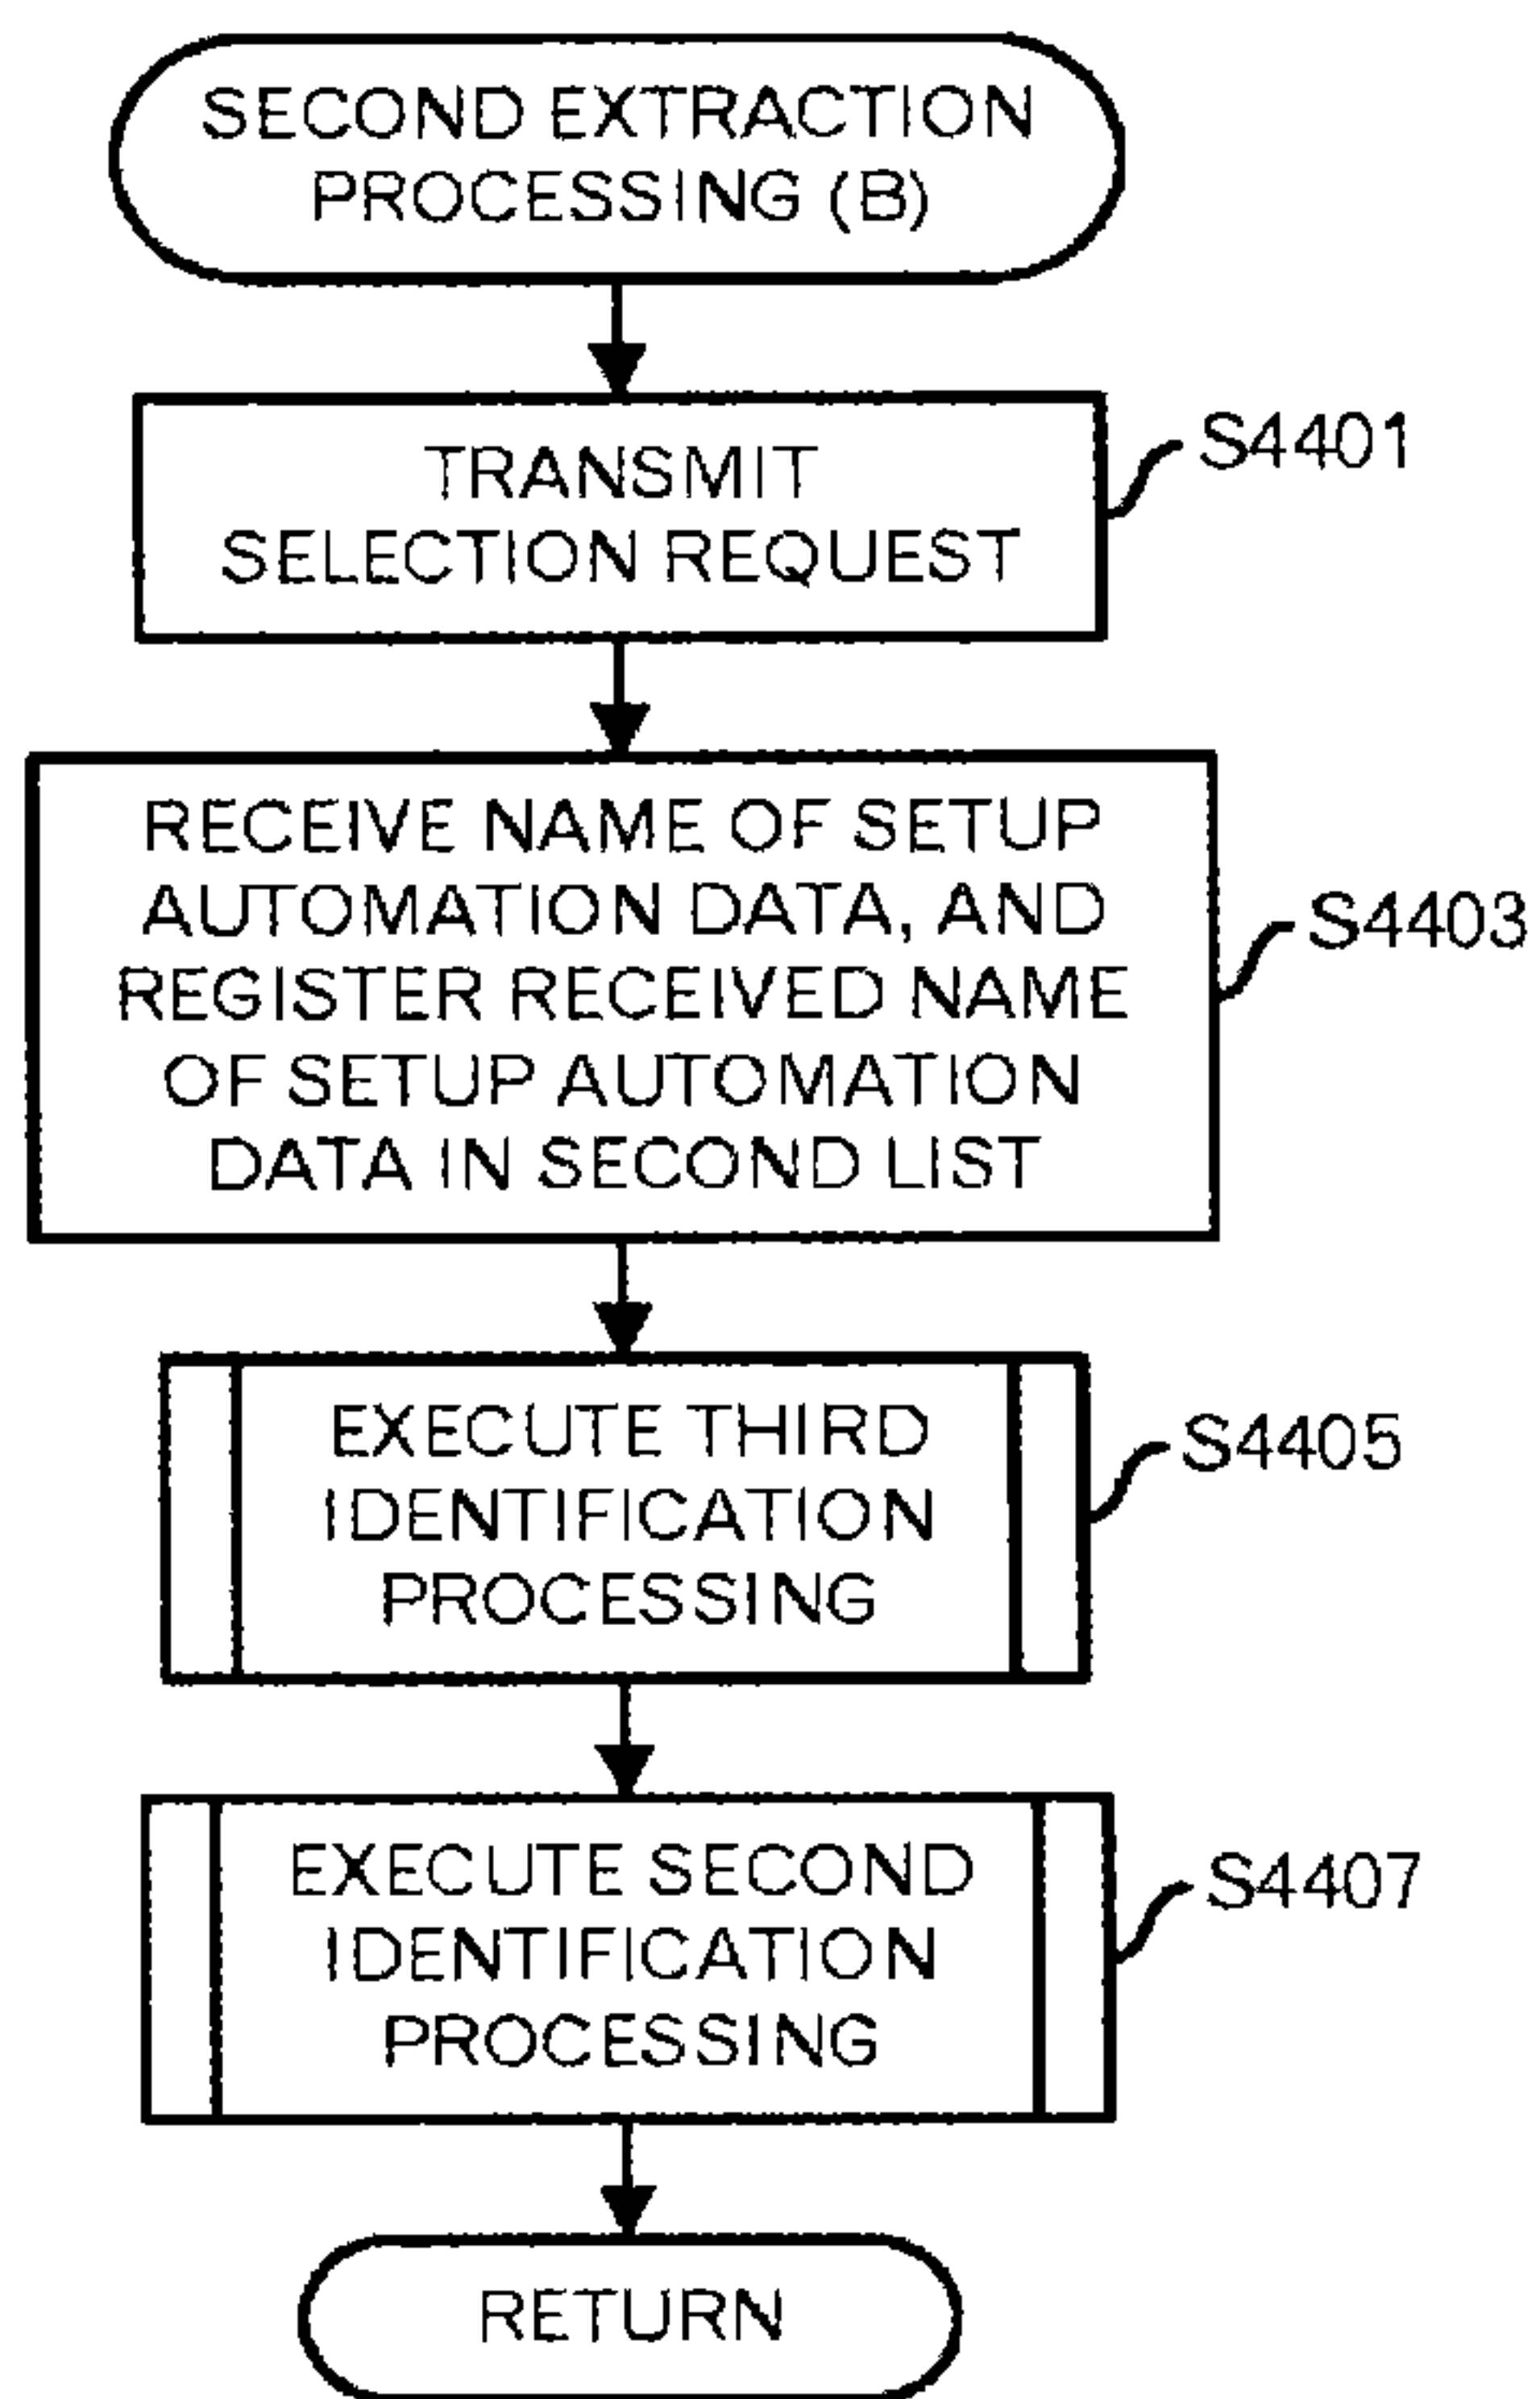 SECOND EXTRACTION
PROCESSING (B)
TRANSMIT
SELECTION REQUEST
S4401
RECEIVE NAME OF SETUP
AUTOMATION DATA, AND
REGISTER RECEIVED NAME
OF SETUP AUTOMATION
DATA IN SECOND LIST
S4403
EXECUTE THIRD
IDENTIFICATION
PROCESSING
S4405
EXECUTE SECOND
IDENTIFICATION
PROCESSING
S4407
RETURN